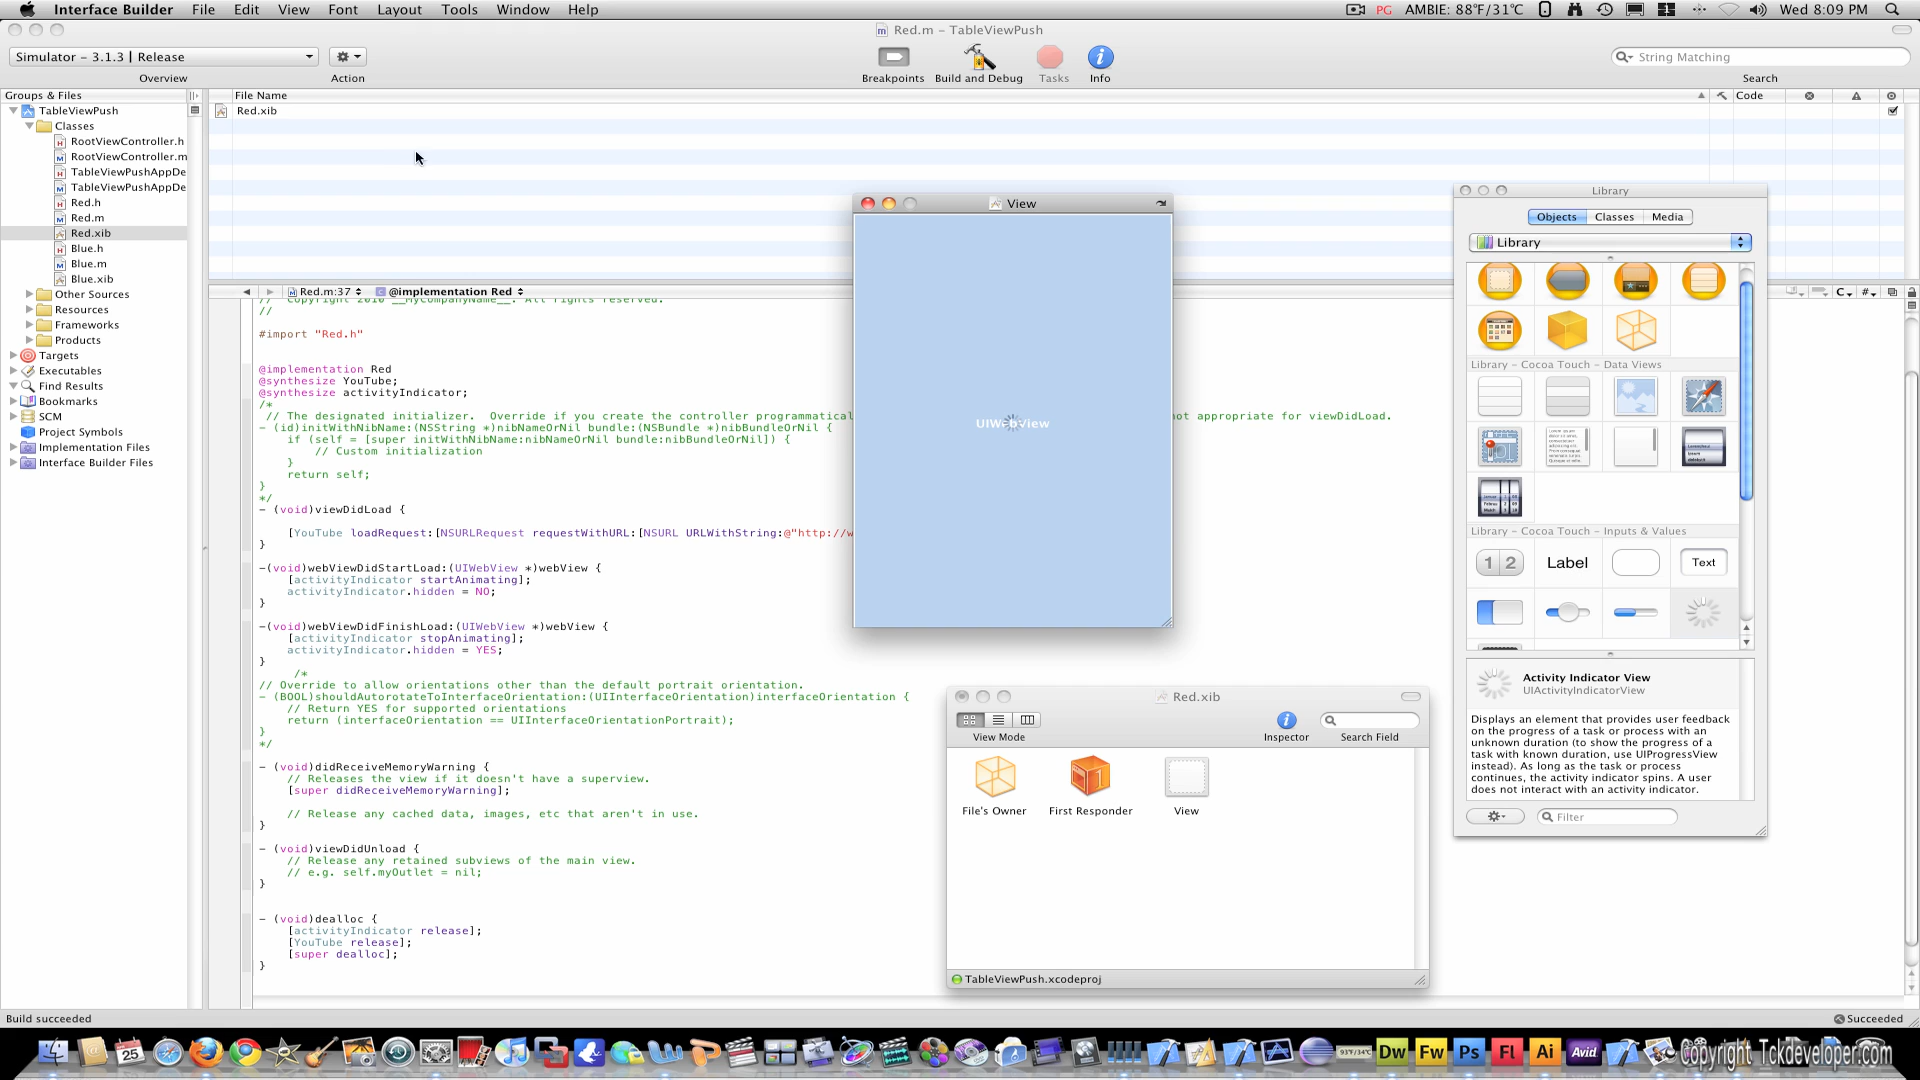 Interface Builder File Edit View Font Layout Tools Window Help
PG AMBIE: 88°F/31°C Wed 8:09 PM
Red.m – TableViewPush
Simulator – 3.1.3 | Release
Overview
Action
Breakpoints
Build and Debug
Tasks
Info
String Matching
Search
Groups & Files
File Name
Code
TableViewPush
Classes
RootViewController.h
RootViewController.m
TableViewPushAppDe
TableViewPushAppDe
Red.h
Red.m
Red.xib
Blue.h
Blue.m
Blue.xib
Other Sources
Resources
Frameworks
Products
Targets
Executables
Find Results
Bookmarks
SCM
Project Symbols
Implementation Files
Interface Builder Files
Red.xib
Red.m:37 @implementation Red
// Copyright 2010 __MyCompanyName__. All rights reserved.
//
#import "Red.h"
@implementation Red
@synthesize YouTube;
@synthesize activityIndicator;
/*
// The designated initializer.  Override if you create the controller programmatical
not appropriate for viewDidLoad.
- (id)initWithNibName:(NSString *)nibNameOrNil bundle:(NSBundle *)nibBundleOrNil {
if (self = [super initWithNibName:nibNameOrNil bundle:nibBundleOrNil]) {
// Custom initialization
}
return self;
}
*/
- (void)viewDidLoad {
[YouTube loadRequest:[NSURLRequest requestWithURL:[NSURL URLWithString:@"http://w
}
-(void)webViewDidStartLoad:(UIWebView *)webView {
[activityIndicator startAnimating];
activityIndicator.hidden = NO;
}
-(void)webViewDidFinishLoad:(UIWebView *)webView {
[activityIndicator stopAnimating];
activityIndicator.hidden = YES;
}
/*
// Override to allow orientations other than the default portrait orientation.
- (BOOL)shouldAutorotateToInterfaceOrientation:(UIInterfaceOrientation)interfaceOrientation {
// Return YES for supported orientations
return (interfaceOrientation == UIInterfaceOrientationPortrait);
}
*/
- (void)didReceiveMemoryWarning {
// Releases the view if it doesn't have a superview.
[super didReceiveMemoryWarning];
// Release any cached data, images, etc that aren't in use.
}
- (void)viewDidUnload {
// Release any retained subviews of the main view.
// e.g. self.myOutlet = nil;
}
- (void)dealloc {
[activityIndicator release];
[YouTube release];
[super dealloc];
}
View
UIWebView
Red.xib
View Mode
Inspector
Search Field
File's Owner
First Responder
View
TableViewPush.xcodeproj
Library
Objects Classes Media
Library
Library – Cocoa Touch – Data Views
Library – Cocoa Touch – Inputs & Values
1 2
Label
Text
Activity Indicator View
UIActivityIndicatorView
Displays an element that provides user feedback
on the progress of a task or process with an
unknown duration (to show the progress of a
task with known duration, use UIProgressView
instead). As long as the task or process
continues, the activity indicator spins. A user
does not interact with an activity indicator.
Filter
Build succeeded
Succeeded
25
93°F/34°C
Dw Fw Ps Fl Ai Avid
Copyright Tckdeveloper.com